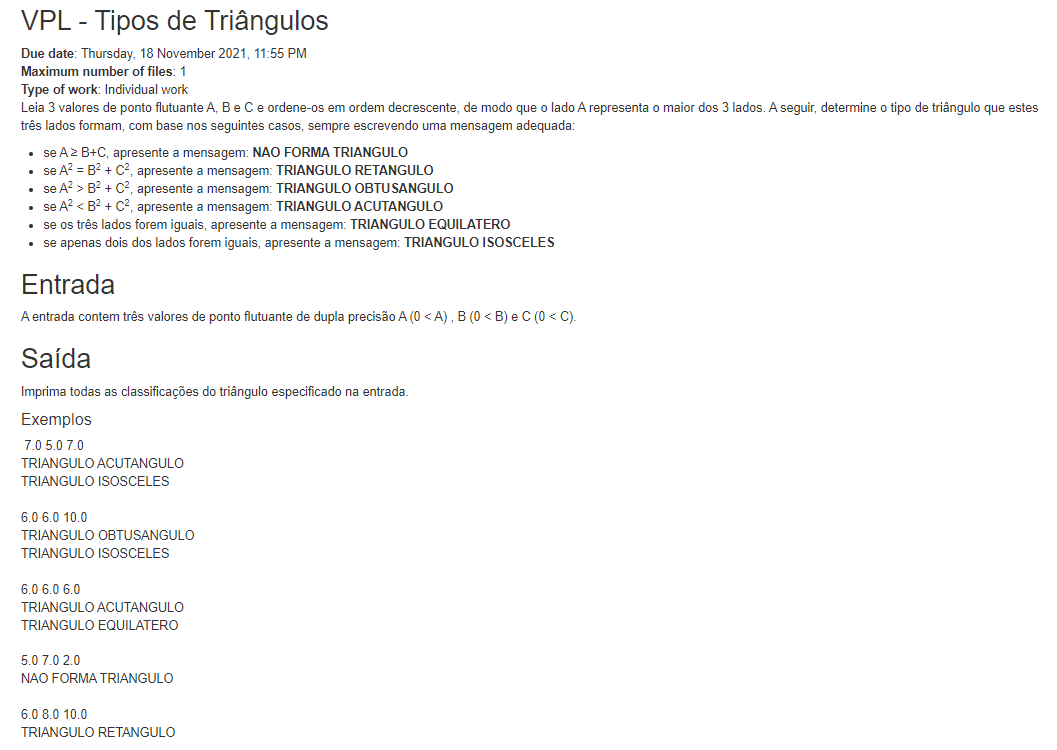 VPL - Tipos de Triângulos
Due date: Thursday, 18 November 2021, 11:55 PM
Maximum number of files: 1
Type of work: Individual work
Leia 3 valores de ponto flutuante A, B e C e ordene-os em ordem decrescente, de modo que o lado A representa o maior dos 3 lados. A seguir, determine o tipo de triângulo que estes
três lados formam, com base nos seguintes casos, sempre escrevendo uma mensagem adequada:
• se A ≥ B+C, apresente a mensagem: NAO FORMA TRIANGULO
• se A² = B² + C², apresente a mensagem: TRIANGULO RETANGULO
• se A² > B² + C², apresente a mensagem: TRIANGULO OBTUSANGULO
• se A² < B² + C², apresente a mensagem: TRIANGULO ACUTANGULO
• se os três lados forem iguais, apresente a mensagem: TRIANGULO EQUILATERO
• se apenas dois dos lados forem iguais, apresente a mensagem: TRIANGULO ISOSCELES
Entrada
A entrada contem três valores de ponto flutuante de dupla precisão A (0 < A) , B (0 < B) e C (0 < C).
Saída
Imprima todas as classificações do triângulo especificado na entrada.
Exemplos
7.0 5.0 7.0
TRIANGULO ACUTANGULO
TRIANGULO ISOSCELES
6.0 6.0 10.0
TRIANGULO OBTUSANGULO
TRIANGULO ISOSCELES
6.0 6.0 6.0
TRIANGULO ACUTANGULO
TRIANGULO EQUILATERO
5.0 7.0 2.0
NAO FORMA TRIANGULO
6.0 8.0 10.0
TRIANGULO RETANGULO